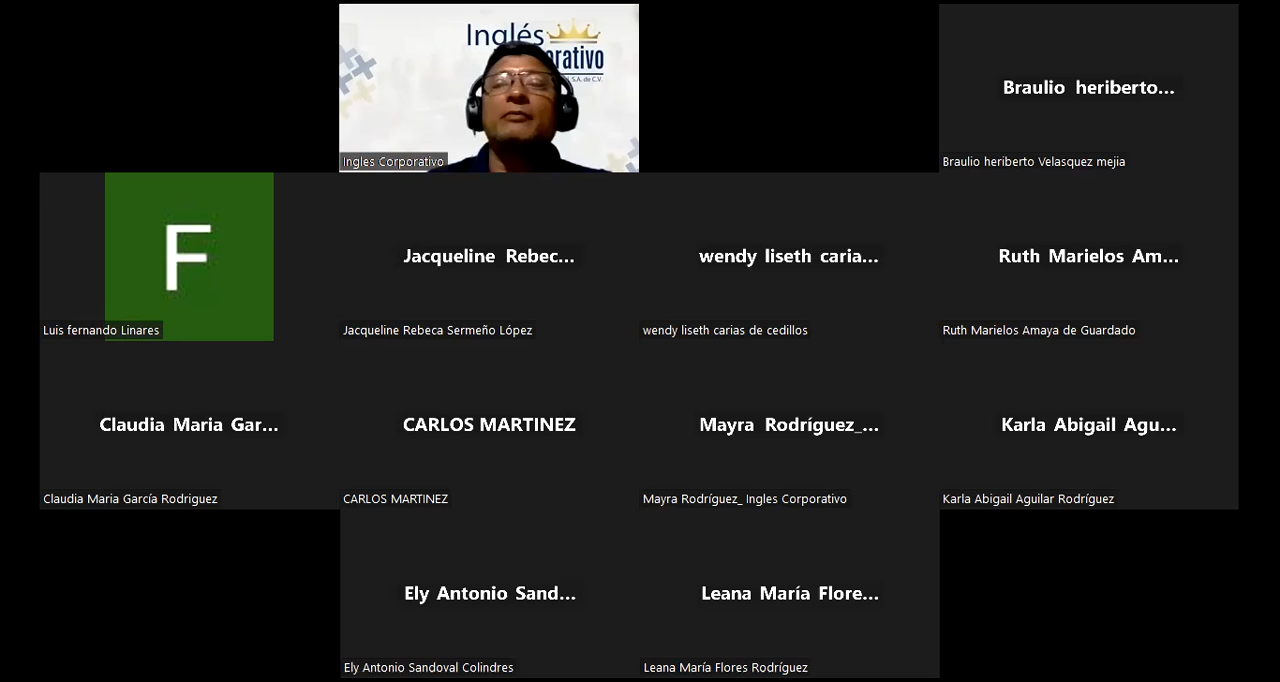 Inglés
orativo
S.A. de C.V.
Ingles Corporativo
Braulio heriberto...
Braulio heriberto Velasquez mejia
F
Luis fernando Linares
Jacqueline Rebec...
Jacqueline Rebeca Sermeño López
wendy liseth caria...
wendy liseth carias de cedillos
Ruth Marielos Am...
Ruth Marielos Amaya de Guardado
Claudia Maria Gar...
Claudia Maria García Rodriguez
CARLOS MARTINEZ
CARLOS MARTINEZ
Mayra Rodríguez_...
Mayra Rodríguez_ Ingles Corporativo
Karla Abigail Agu...
Karla Abigail Aguilar Rodríguez
Ely Antonio Sand...
Ely Antonio Sandoval Colindres
Leana María Flore...
Leana María Flores Rodríguez